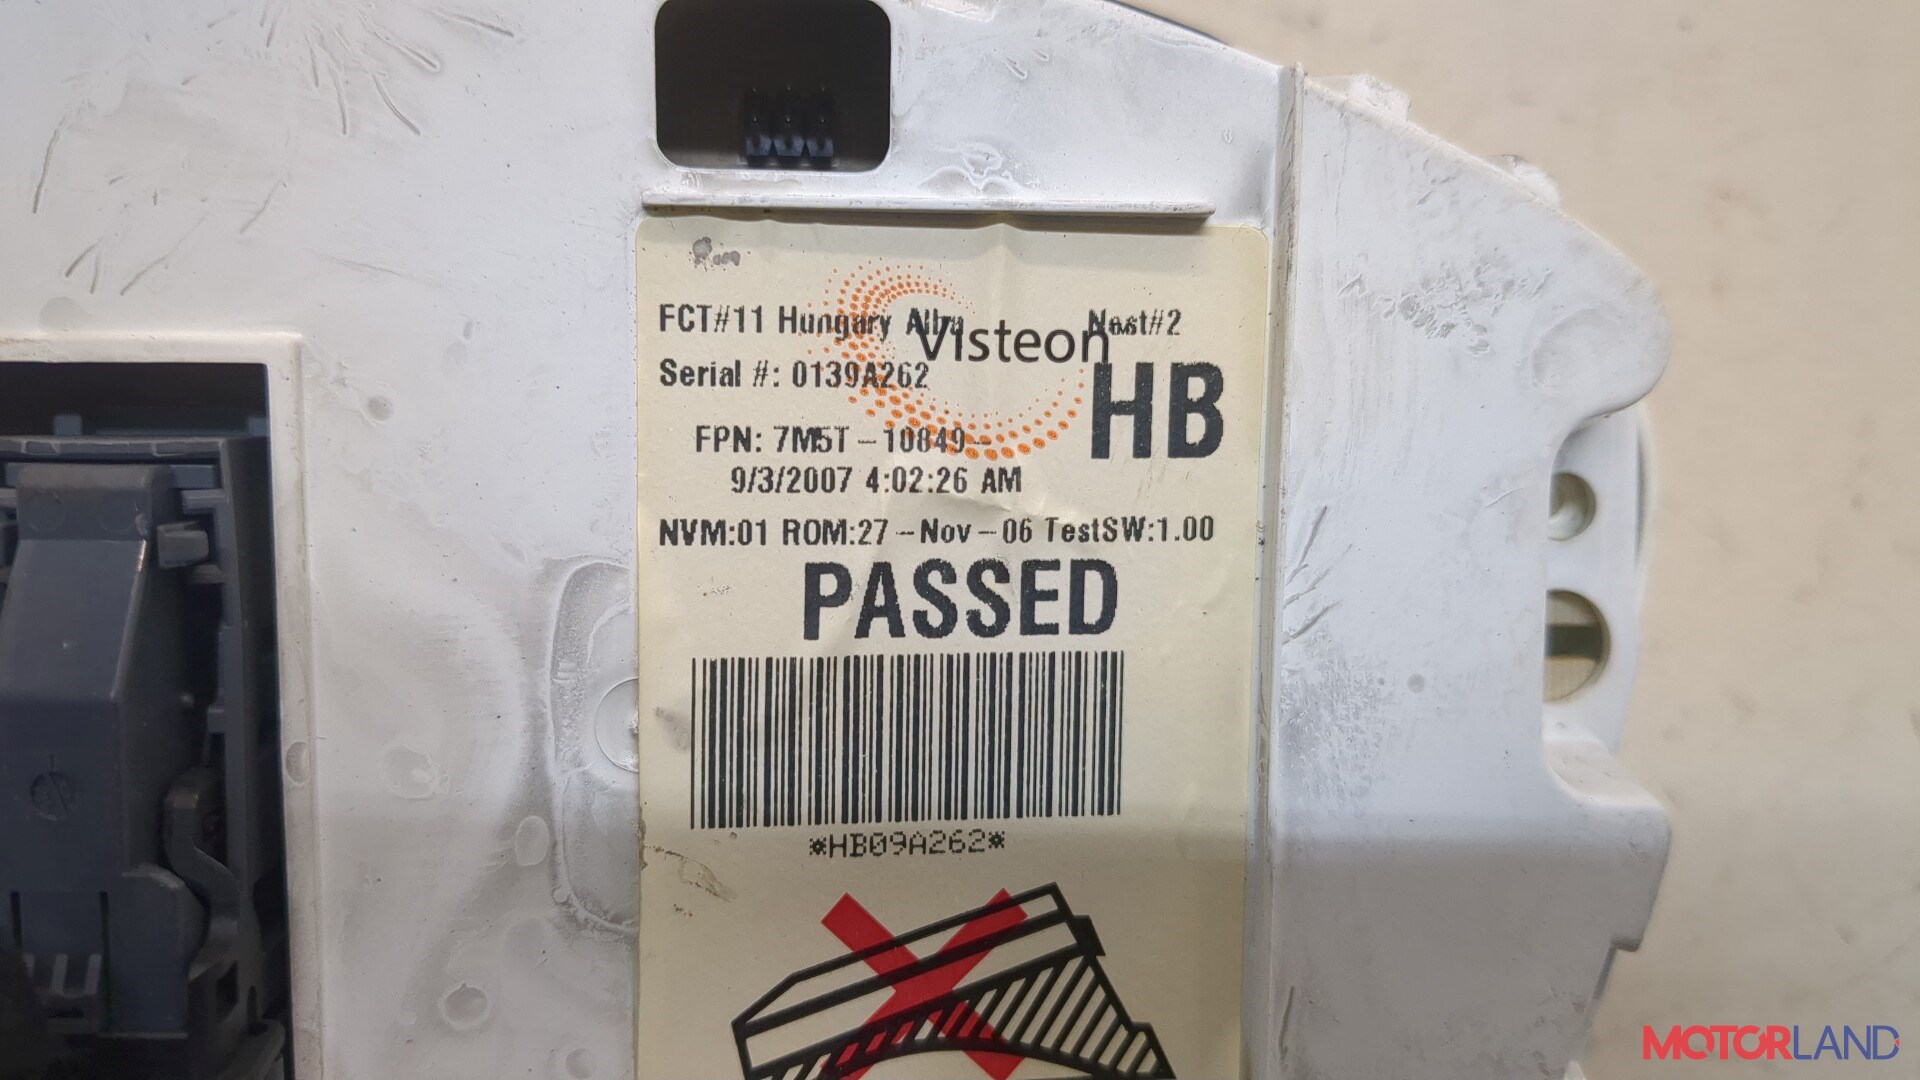 FCT#11 Hungary Alba Nest#2
Visteon
Serial #: 0139A262
HB
FPN: 7M5T-10849-
9/3/2007 4:02:26 AM
NVM:01 ROM:27-Nov-06 TestSW:1.00
PASSED
*HB09A262*
MOTORLAND